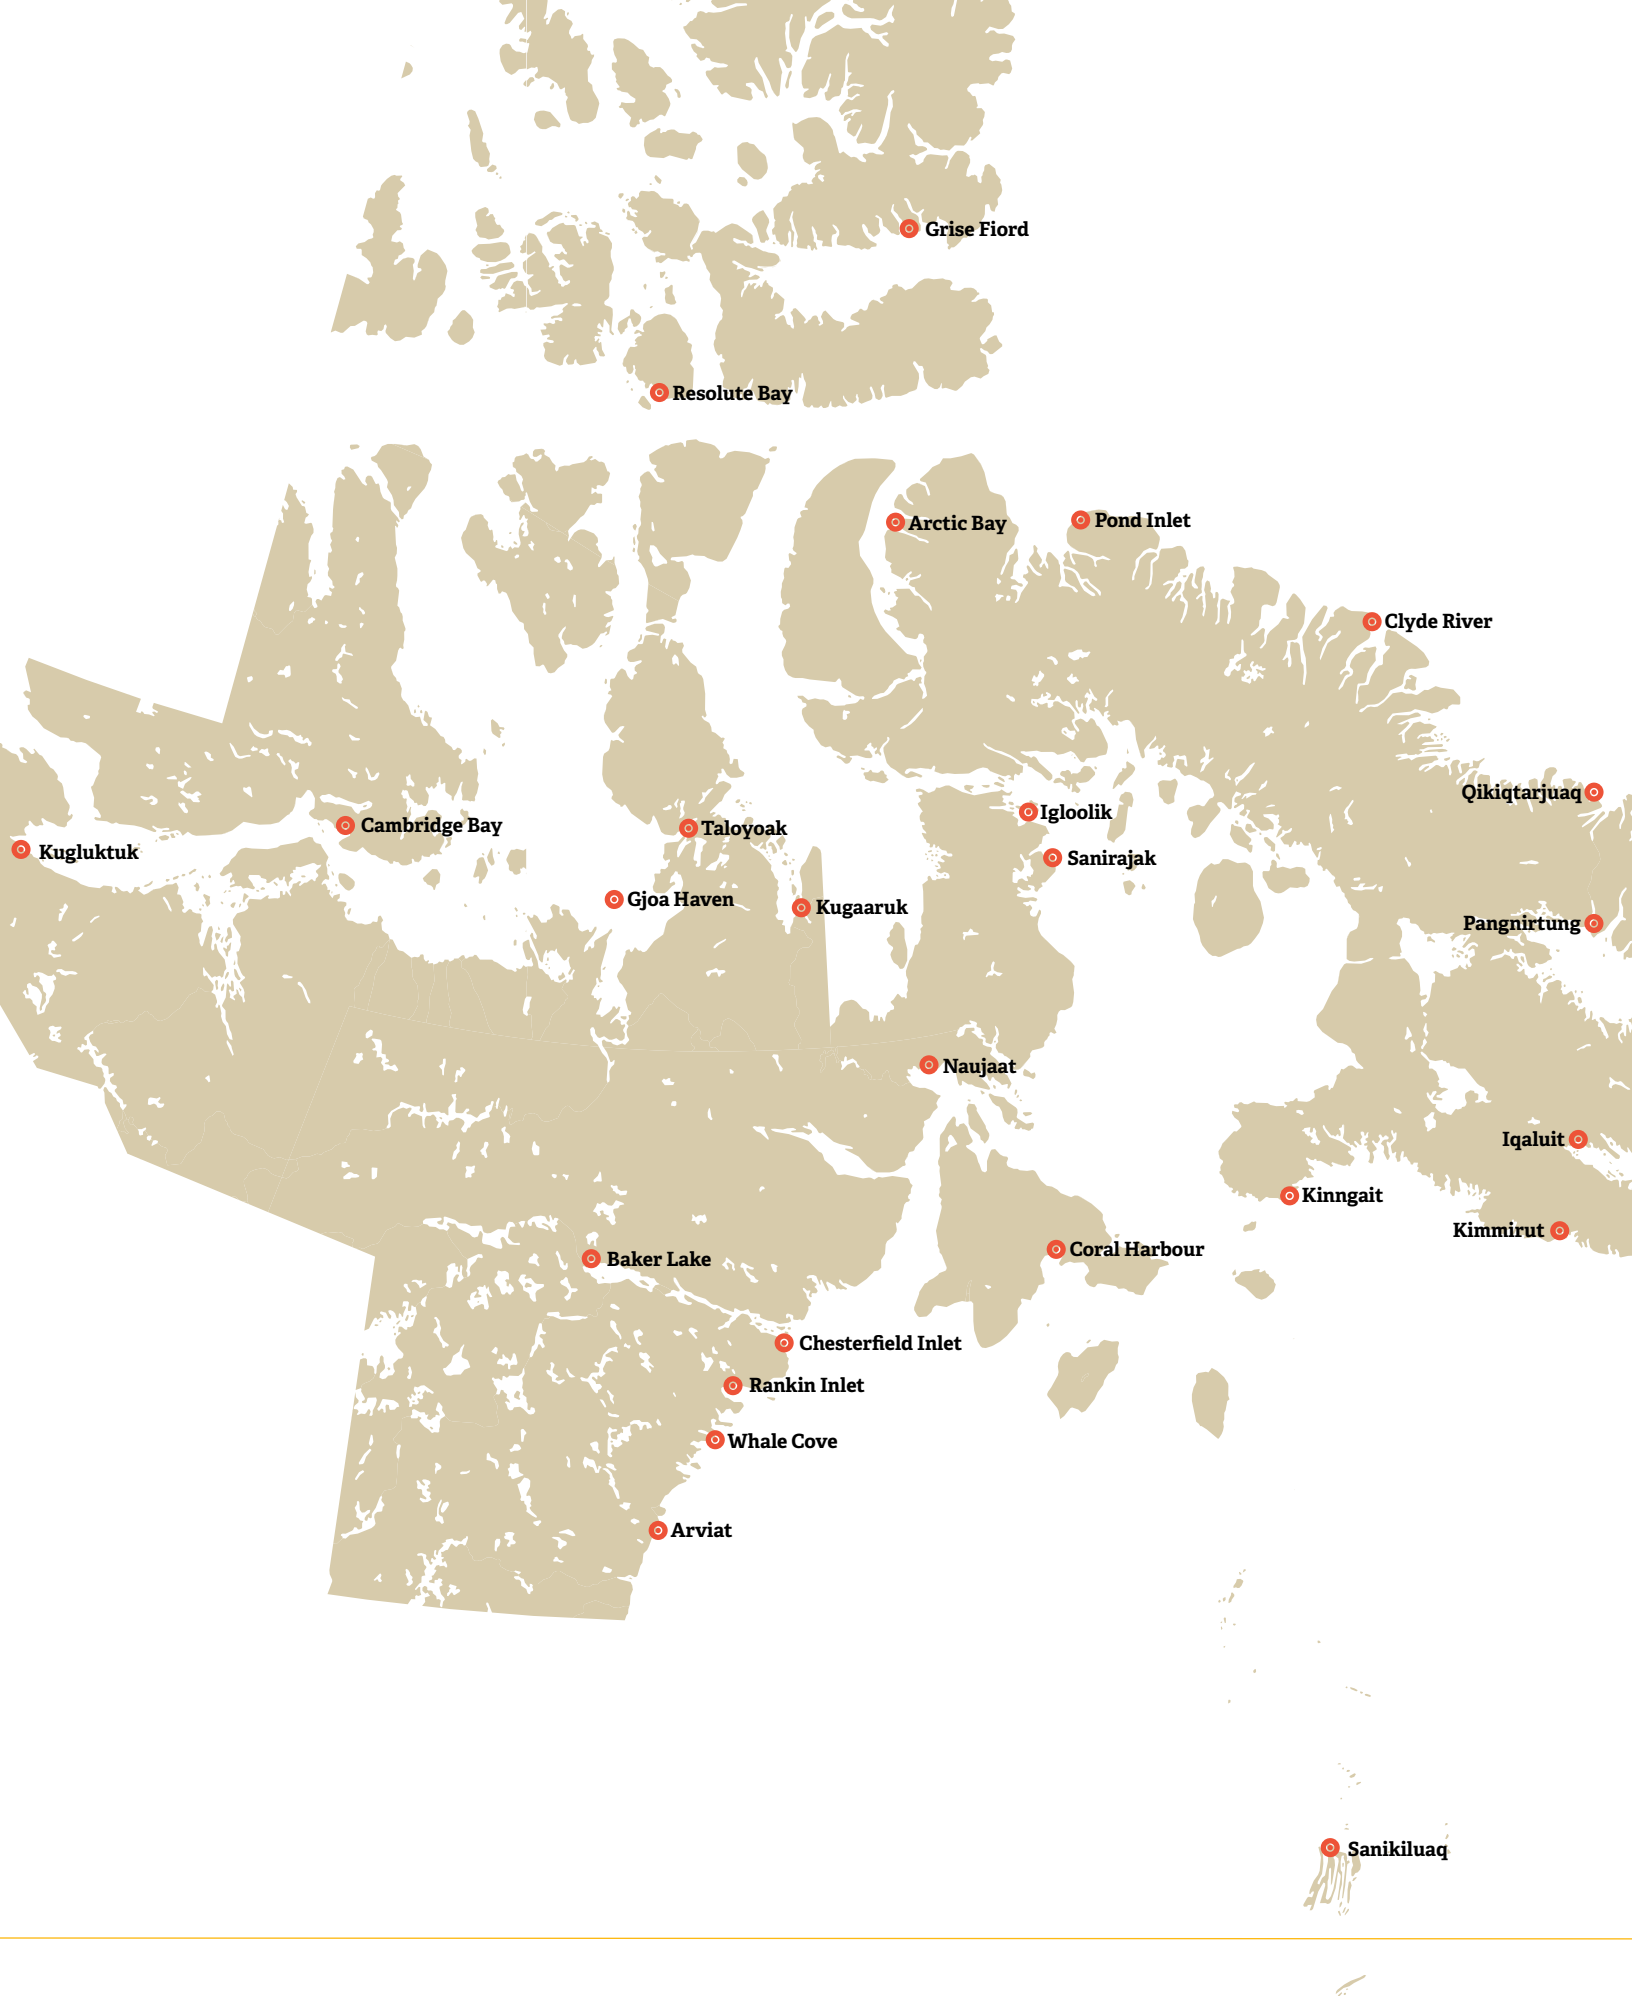 Grise Fiord
Resolute Bay
Arctic Bay
Pond Inlet
Clyde River
Qikiqtarjuaq
Igloolik
Cambridge Bay
Taloyoak
Kugluktuk
Sanirajak
Gjoa Haven
Kugaaruk
Pangnirtung
Naujaat
Iqaluit
Kinngait
Kimmirut
Coral Harbour
Baker Lake
Chesterfield Inlet
Rankin Inlet
Whale Cove
Arviat
Sanikiluaq